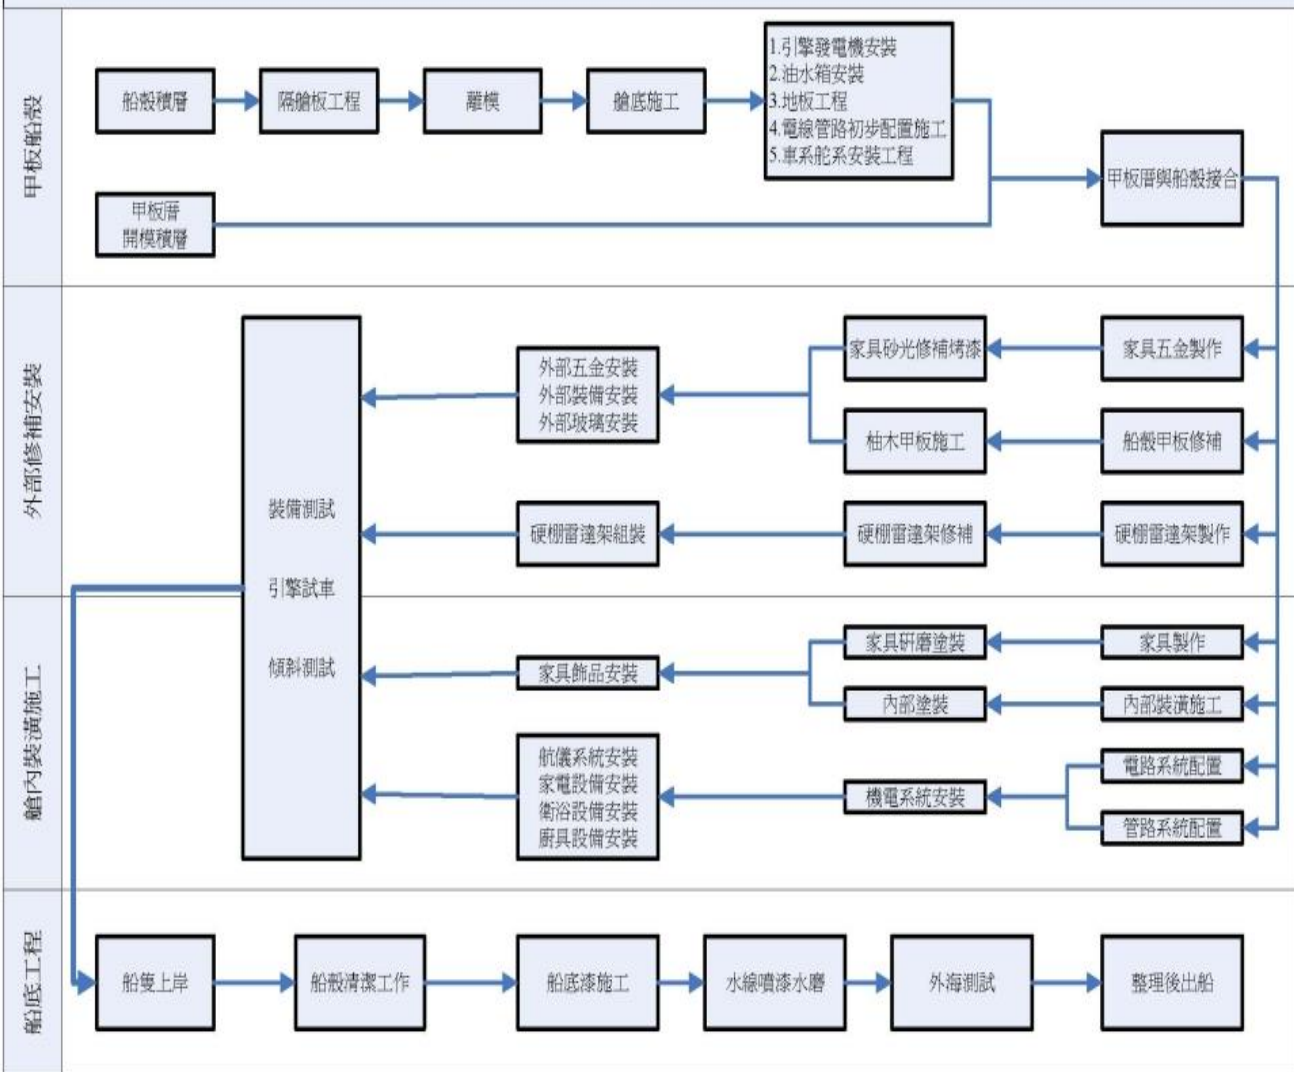 甲板船殼
船殼積層
隔艙板工程
離模
艙底施工
1.引擎發電機安裝
2.油水箱安裝
3.地板工程
4.電線管路初步配置施工
5.車系舵系安裝工程
甲板厝
開模積層
甲板厝與船殼接合
外部修補安裝
家具五金製作
家具砂光修補烤漆
船殼甲板修補
柚木甲板施工
外部五金安裝
外部裝備安裝
外部玻璃安裝
硬棚雷達架製作
硬棚雷達架修補
硬棚雷達架組裝
裝備測試
引擎試車
傾斜測試
艙內裝潢施工
家具製作
家具研磨塗裝
內部裝潢施工
內部塗裝
家具飾品安裝
電路系統配置
管路系統配置
機電系統安裝
航儀系統安裝
家電設備安裝
衛浴設備安裝
廚具設備安裝
船底工程
船隻上岸
船殼清潔工作
船底漆施工
水線噴漆水磨
外海測試
整理後出船